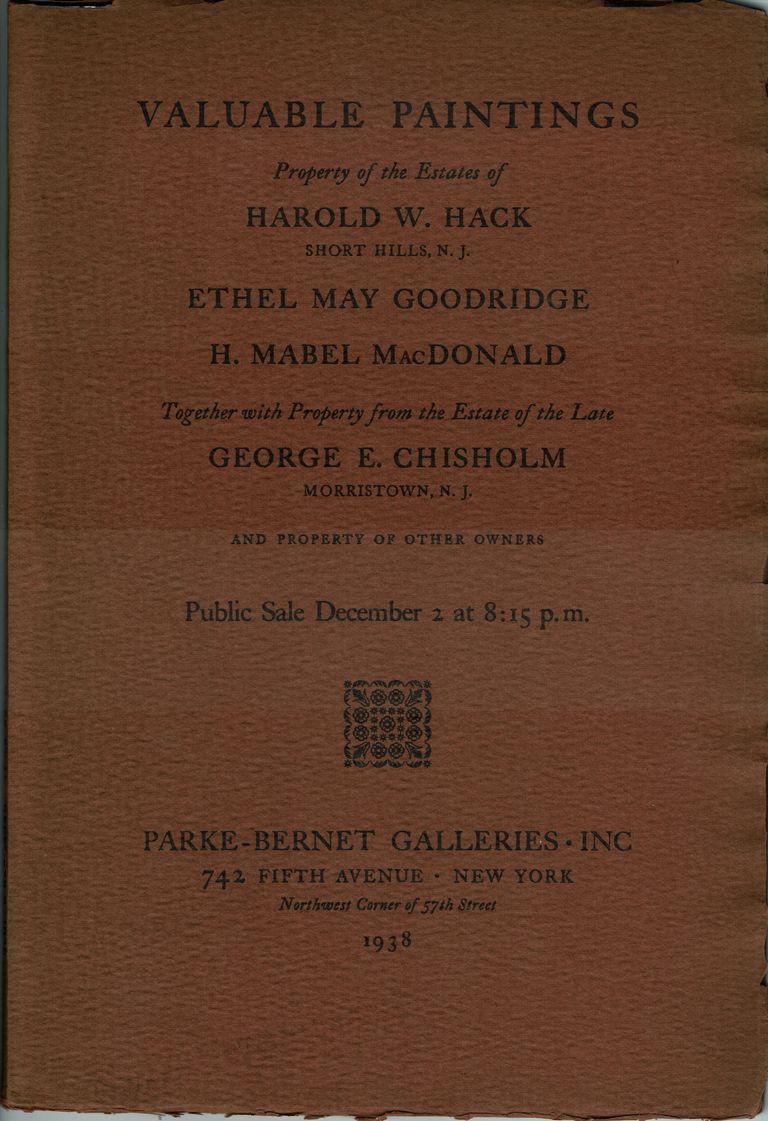 VALUABLE PAINTINGS
Property of the Estates of
HAROLD W. HACK
SHORT HILLS, N. J.
ETHEL MAY GOODRIDGE
H. MABEL MACDONALD
Together with Property from the Estate of the Late
GEORGE E. CHISHOLM
MORRISTOWN, N. J.
AND PROPERTY OF OTHER OWNERS
Public Sale December 2 at 8:15 p.m.
PARKE-BERNET GALLERIES · INC
742 FIFTH AVENUE · NEW YORK
Northwest Corner of 57th Street
1938